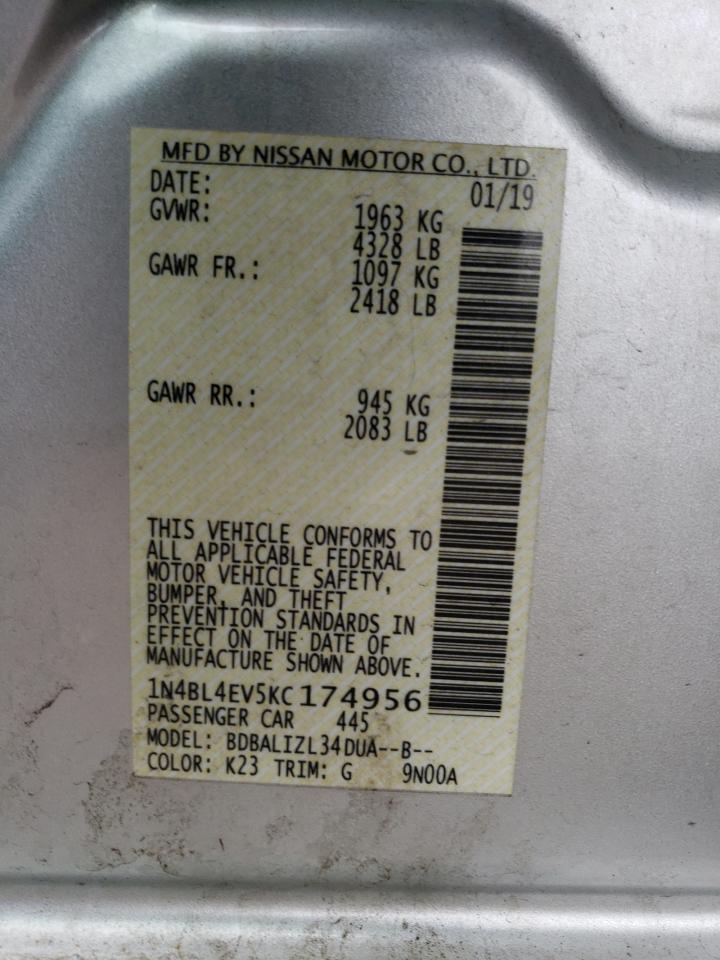 MFD BY NISSAN MOTOR CO., LTD.
DATE: 01/19
GVWR: 1963 KG
4328 LB
GAWR FR.: 1097 KG
2418 LB
GAWR RR.: 945 KG
2083 LB
THIS VEHICLE CONFORMS TO
ALL APPLICABLE FEDERAL
MOTOR VEHICLE SAFETY,
BUMPER, AND THEFT
PREVENTION STANDARDS IN
EFFECT ON THE DATE OF
MANUFACTURE SHOWN ABOVE.
1N4BL4EV5KC174956
PASSENGER CAR 445
MODEL: BDBALIZL34DUA--B--
COLOR: K23 TRIM: G 9N00A